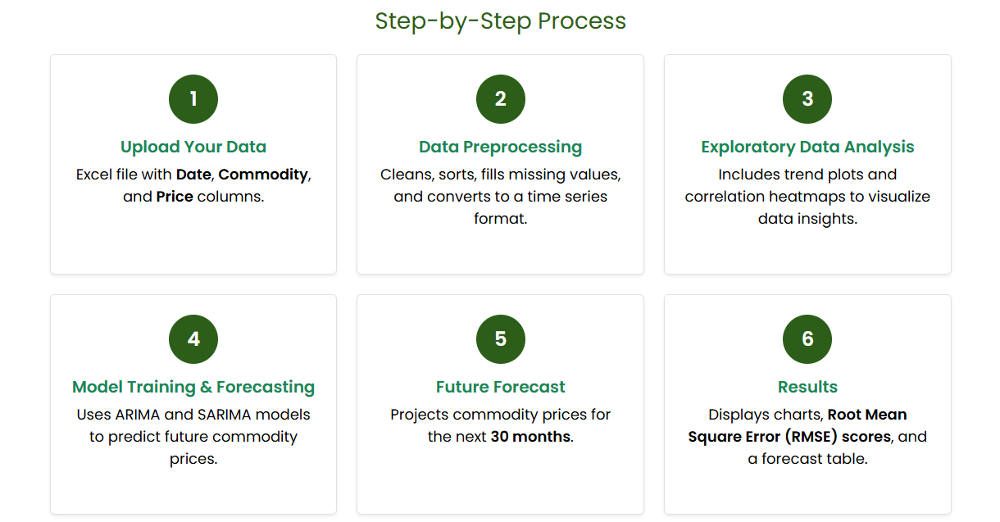 Step-by-Step Process
1
Upload Your Data
Excel file with Date, Commodity,
and Price columns.
2
Data Preprocessing
Cleans, sorts, fills missing values,
and converts to a time series
format.
3
Exploratory Data Analysis
Includes trend plots and
correlation heatmaps to visualize
data insights.
4
Model Training & Forecasting
Uses ARIMA and SARIMA models
to predict future commodity
prices.
5
Future Forecast
Projects commodity prices for
the next 30 months.
6
Results
Displays charts, Root Mean
Square Error (RMSE) scores, and
a forecast table.